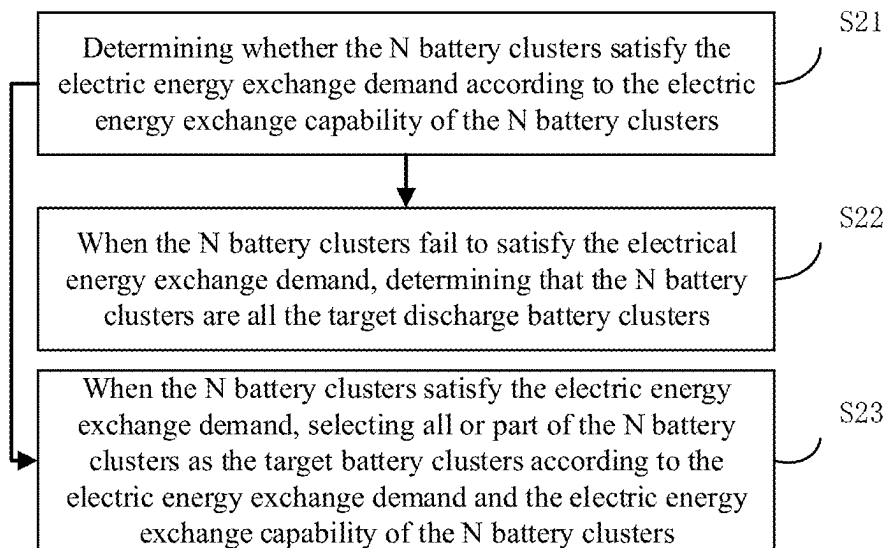 Determining whether the N battery clusters satisfy the
electric energy exchange demand according to the electric
energy exchange capability of the N battery clusters
S21
When the N battery clusters fail to satisfy the electrical
energy exchange demand, determining that the N battery
clusters are all the target discharge battery clusters
S22
When the N battery clusters satisfy the electric energy
exchange demand, selecting all or part of the N battery
clusters as the target battery clusters according to the
electric energy exchange demand and the electric energy
exchange capability of the N battery clusters
S23